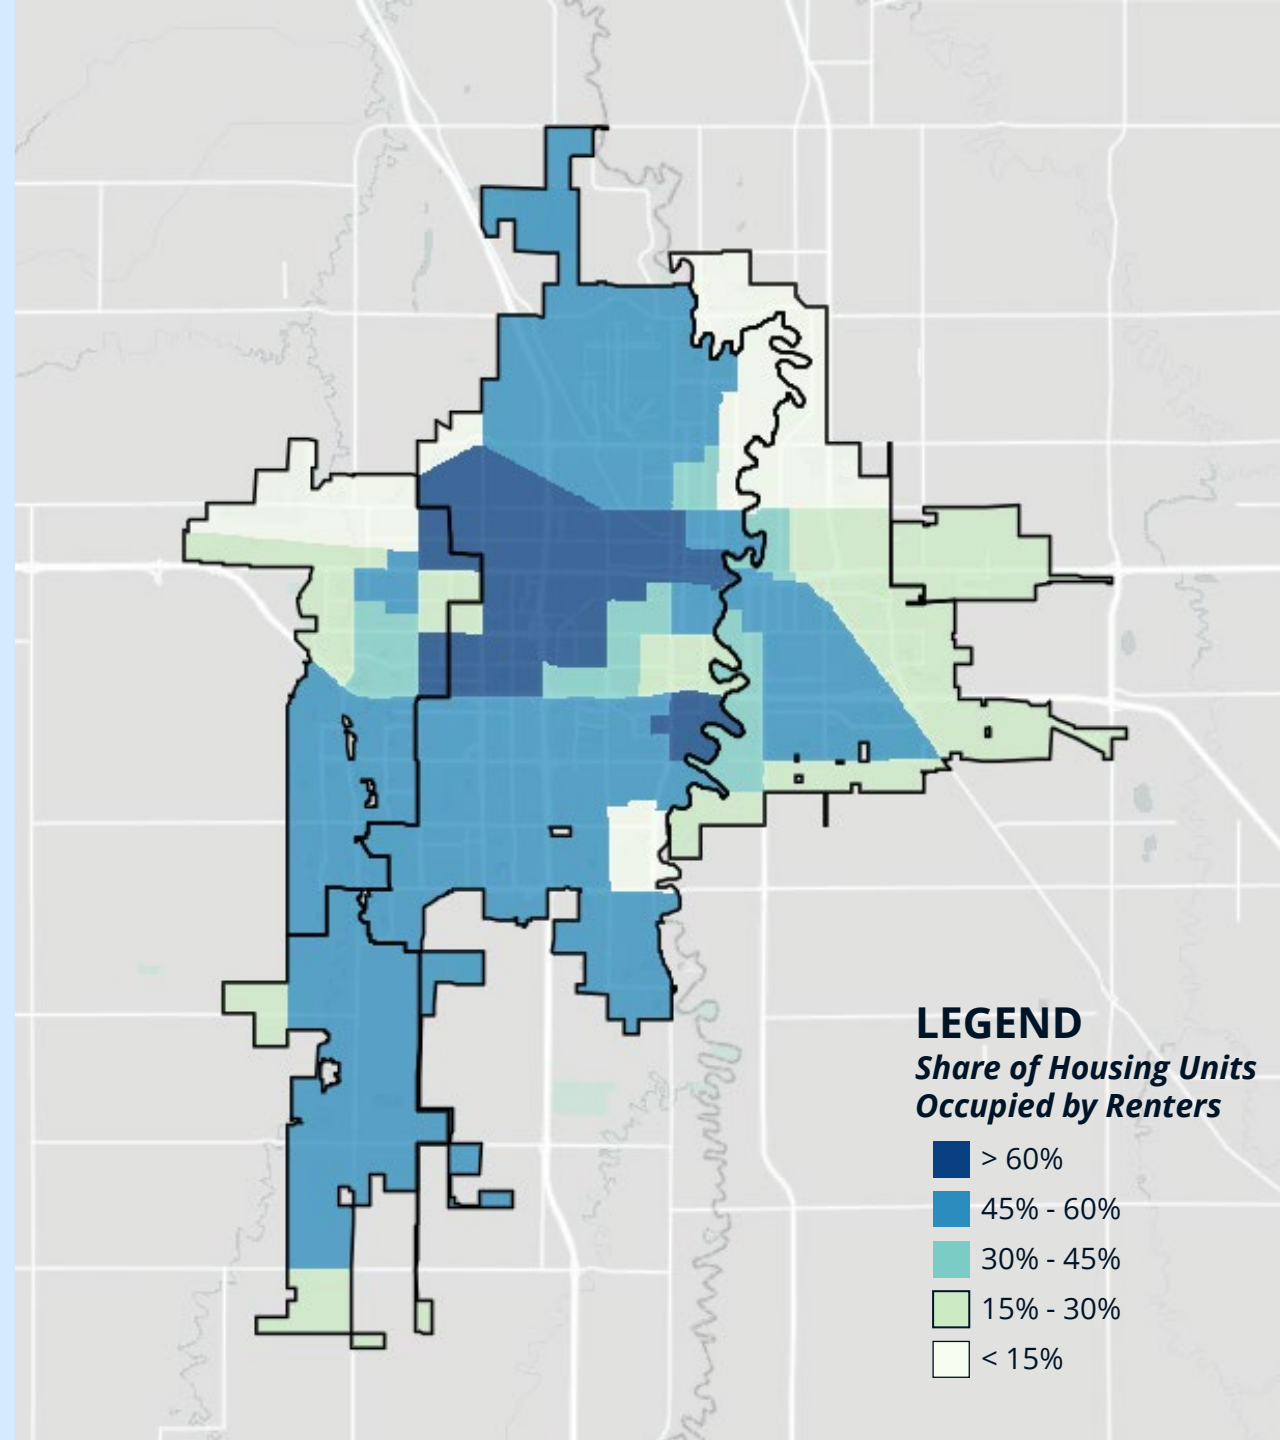 LEGEND
Share of Housing Units
Occupied by Renters
> 60%
45% - 60%
30% - 45%
15% - 30%
< 15%